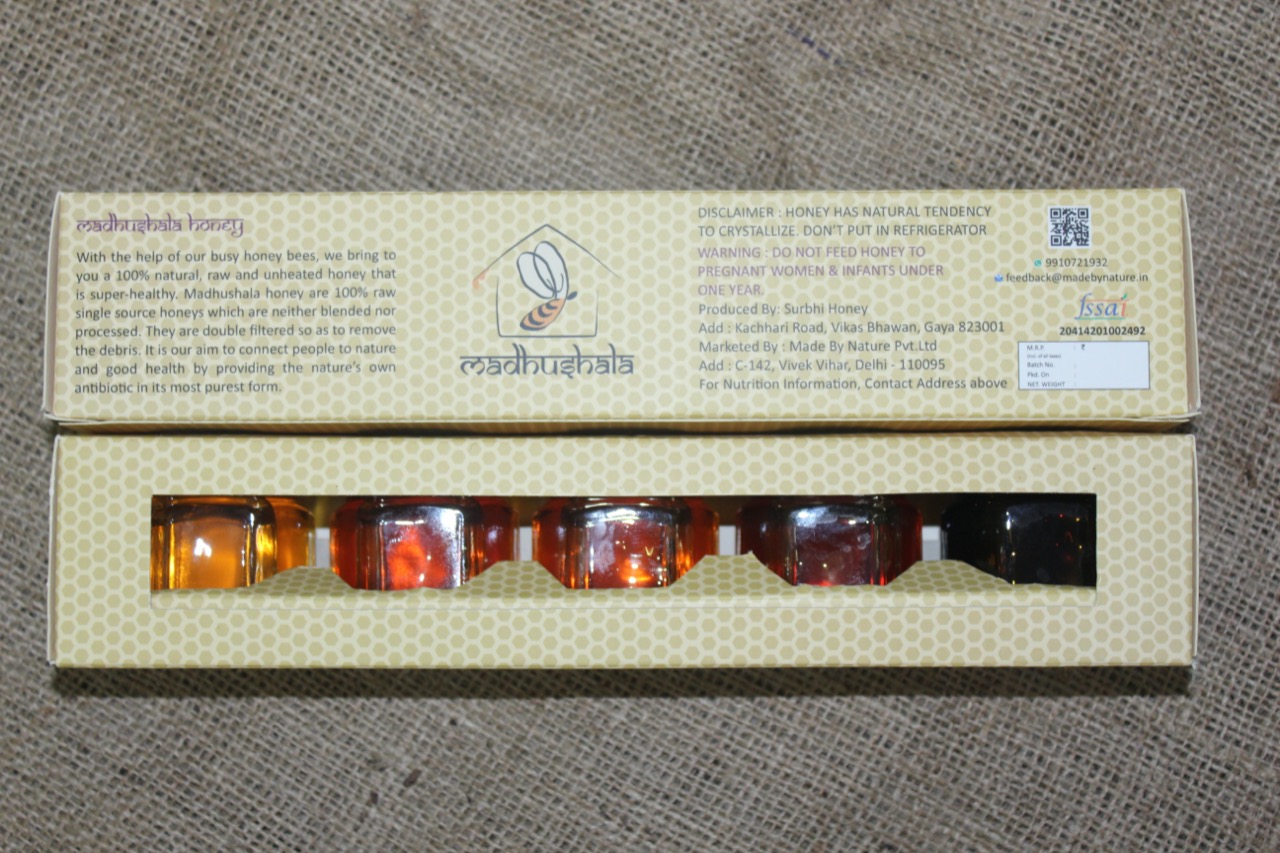 madhushala honey
With the help of our busy honey bees, we bring to
you a 100% natural, raw and unheated honey that
is super-healthy. Madhushala honey are 100% raw
single source honeys which are neither blended nor
processed. They are double filtered so as to remove
the debris. It is our aim to connect people to nature
and good health by providing the nature's own
antibiotic in its most purest form.
madhushala
DISCLAIMER : HONEY HAS NATURAL TENDENCY
TO CRYSTALLIZE. DON'T PUT IN REFRIGERATOR
WARNING : DO NOT FEED HONEY TO
PREGNANT WOMEN & INFANTS UNDER
ONE YEAR.
Produced By: Surbhi Honey
Add : Kachhari Road, Vikas Bhawan, Gaya 823001
Marketed By : Made By Nature Pvt.Ltd
Add : C-142, Vivek Vihar, Delhi - 110095
For Nutrition Information, Contact Address above
9910721932
feedback@madebynature.in
fssai
20414201002492
M.R.P. : ₹
(Incl. of all taxes)
Batch No. :
Pkd. On :
NET. WEIGHT :